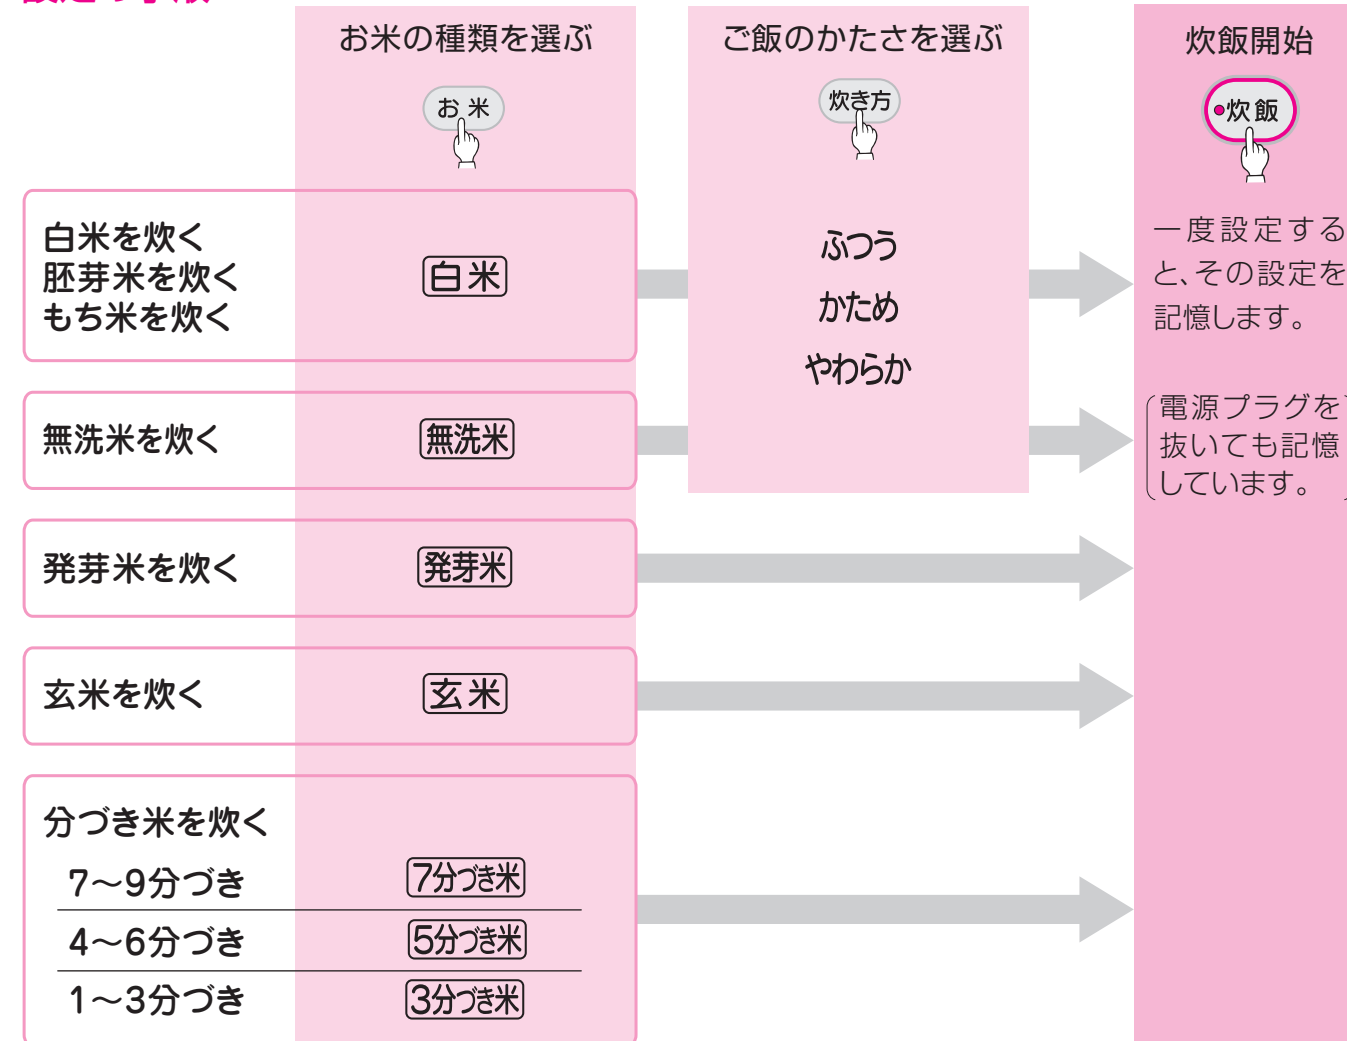 お米の種類を選ぶ
ご飯のかたさを選ぶ
炊飯開始
お米
炊き方
炊飯
白米を炊く
胚芽米を炊く
もち米を炊く
白米
ふつう
かため
やわらか
一度設定する
と、その設定を
記憶します。
無洗米を炊く
無洗米
電源プラグを
抜いても記憶
しています。
発芽米を炊く
発芽米
玄米を炊く
玄米
分づき米を炊く
7～9分づき
7分づき米
4～6分づき
5分づき米
1～3分づき
3分づき米